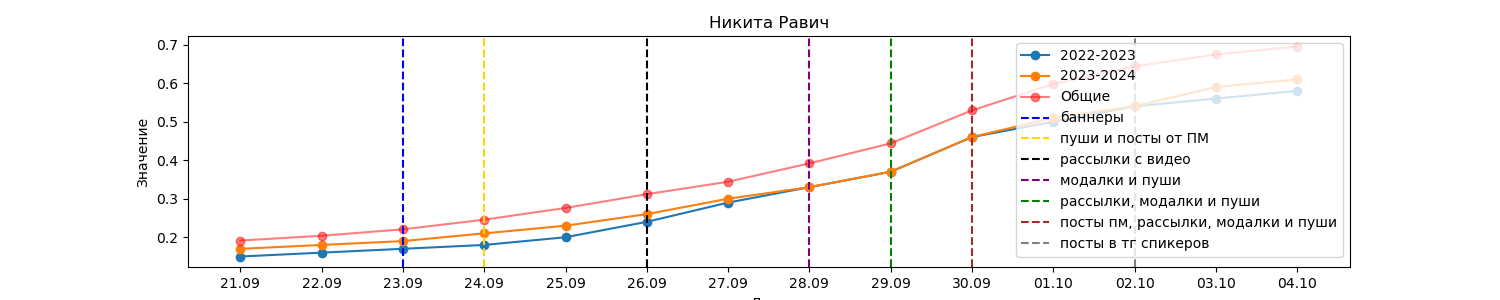 Никита Равич
Значение
0.7
0.6
0.5
0.4
0.3
0.2
21.09 22.09 23.09 24.09 25.09 26.09 27.09 28.09 29.09 30.09 01.10 02.10 03.10 04.10
2022-2023
2023-2024
Общие
баннеры
пуши и посты от ПМ
рассылки с видео
модалки и пуши
рассылки, модалки и пуши
посты пм, рассылки, модалки и пуши
посты в тг спикеров